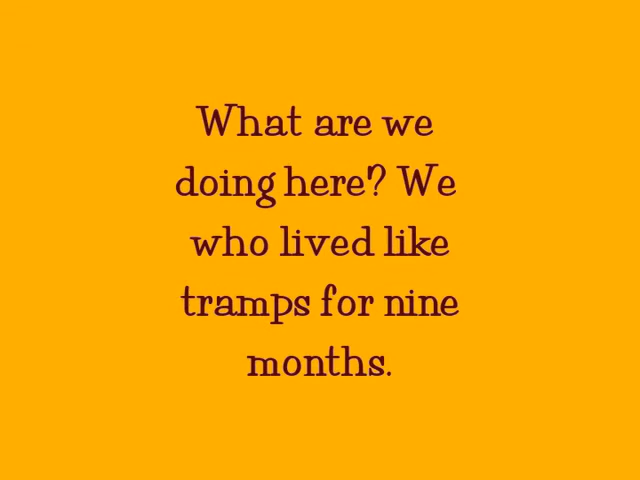 What are we
doing here? We
who lived like
tramps for nine
months.